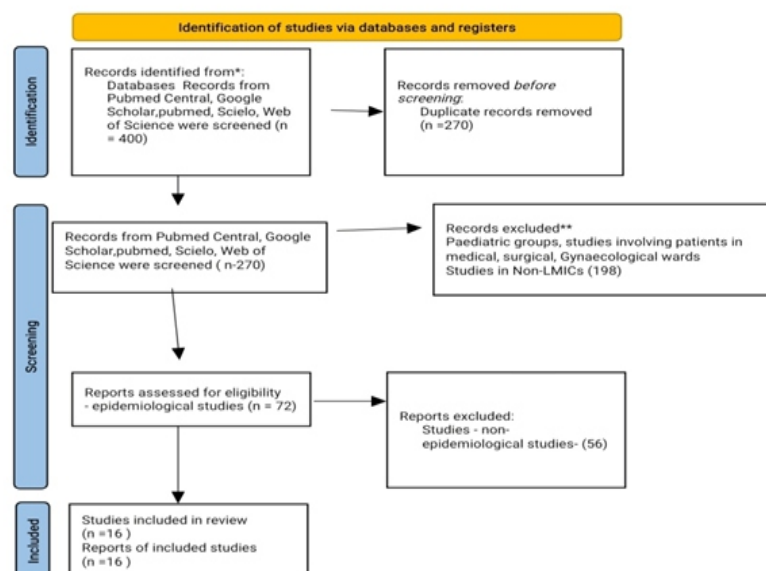 Identification of studies via databases and registers
Identification
Records identified from*:
Databases Records from
Pubmed Central, Google
Scholar,pubmed, Scielo, Web
of Science were screened (n
= 400)
Records removed before
screening:
Duplicate records removed
(n =270)
Screening
Records from Pubmed Central, Google
Scholar,pubmed, Scielo, Web
of Science were screened ( n-270)
Records excluded**
Paediatric groups, studies involving patients in
medical, surgical, Gynaecological wards
Studies in Non-LMICs (198)
Reports assessed for eligibility
- epidemiological studies (n = 72)
Reports excluded:
Studies - non-
epidemiological studies- (56)
Included
Studies included in review
(n =16 )
Reports of included studies
(n =16 )